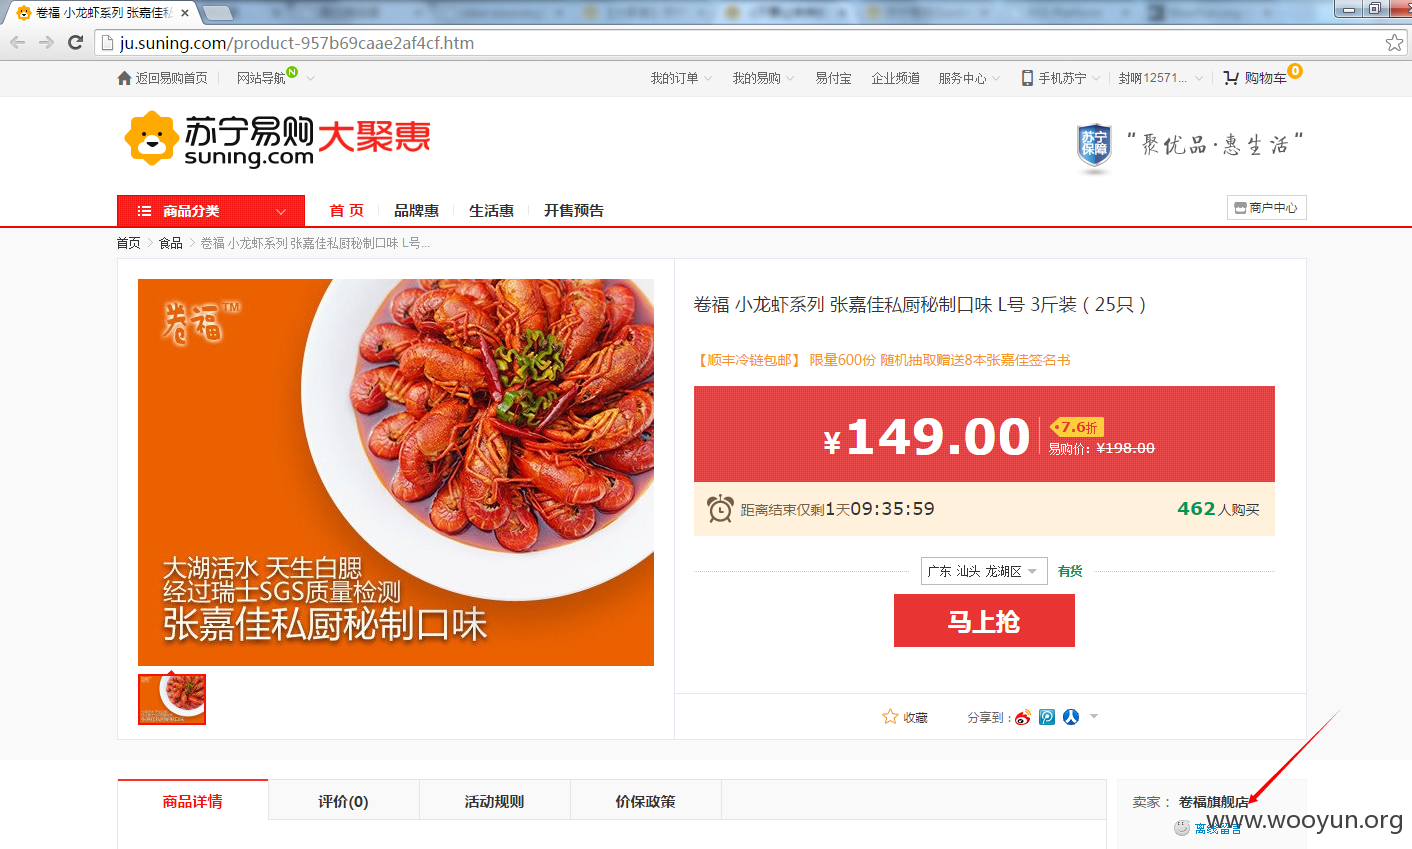 卷福 小龙虾系列 张嘉佳私
ju.suning.com/product-957b69caae2af4cf.htm
返回易购首页 网站导航 N 我的订单 我的易购 易付宝 企业频道 服务中心 手机苏宁 封啊12571... 购物车 0
苏宁易购 大聚惠
suning.com
苏宁保障 "聚优品·惠生活"
商品分类 首 页 品牌惠 生活惠 开售预告 商户中心
首页 食品 卷福 小龙虾系列 张嘉佳私厨秘制口味 L号...
卷福 TM
大湖活水 天生白腮
经过瑞士SGS质量检测
张嘉佳私厨秘制口味
卷福 小龙虾系列 张嘉佳私厨秘制口味 L号 3斤装 ( 25只 )
【顺丰冷链包邮】 限量600份 随机抽取赠送8本张嘉佳签名书
¥149.00
7.6折
易购价：¥198.00
距离结束仅剩1天09:35:59 462人购买
广东 汕头 龙湖区 有货
马上抢
收藏 分享到：
商品详情 评价(0) 活动规则 价保政策
卖家： 卷福旗舰店
离线留言
www.wooyun.org